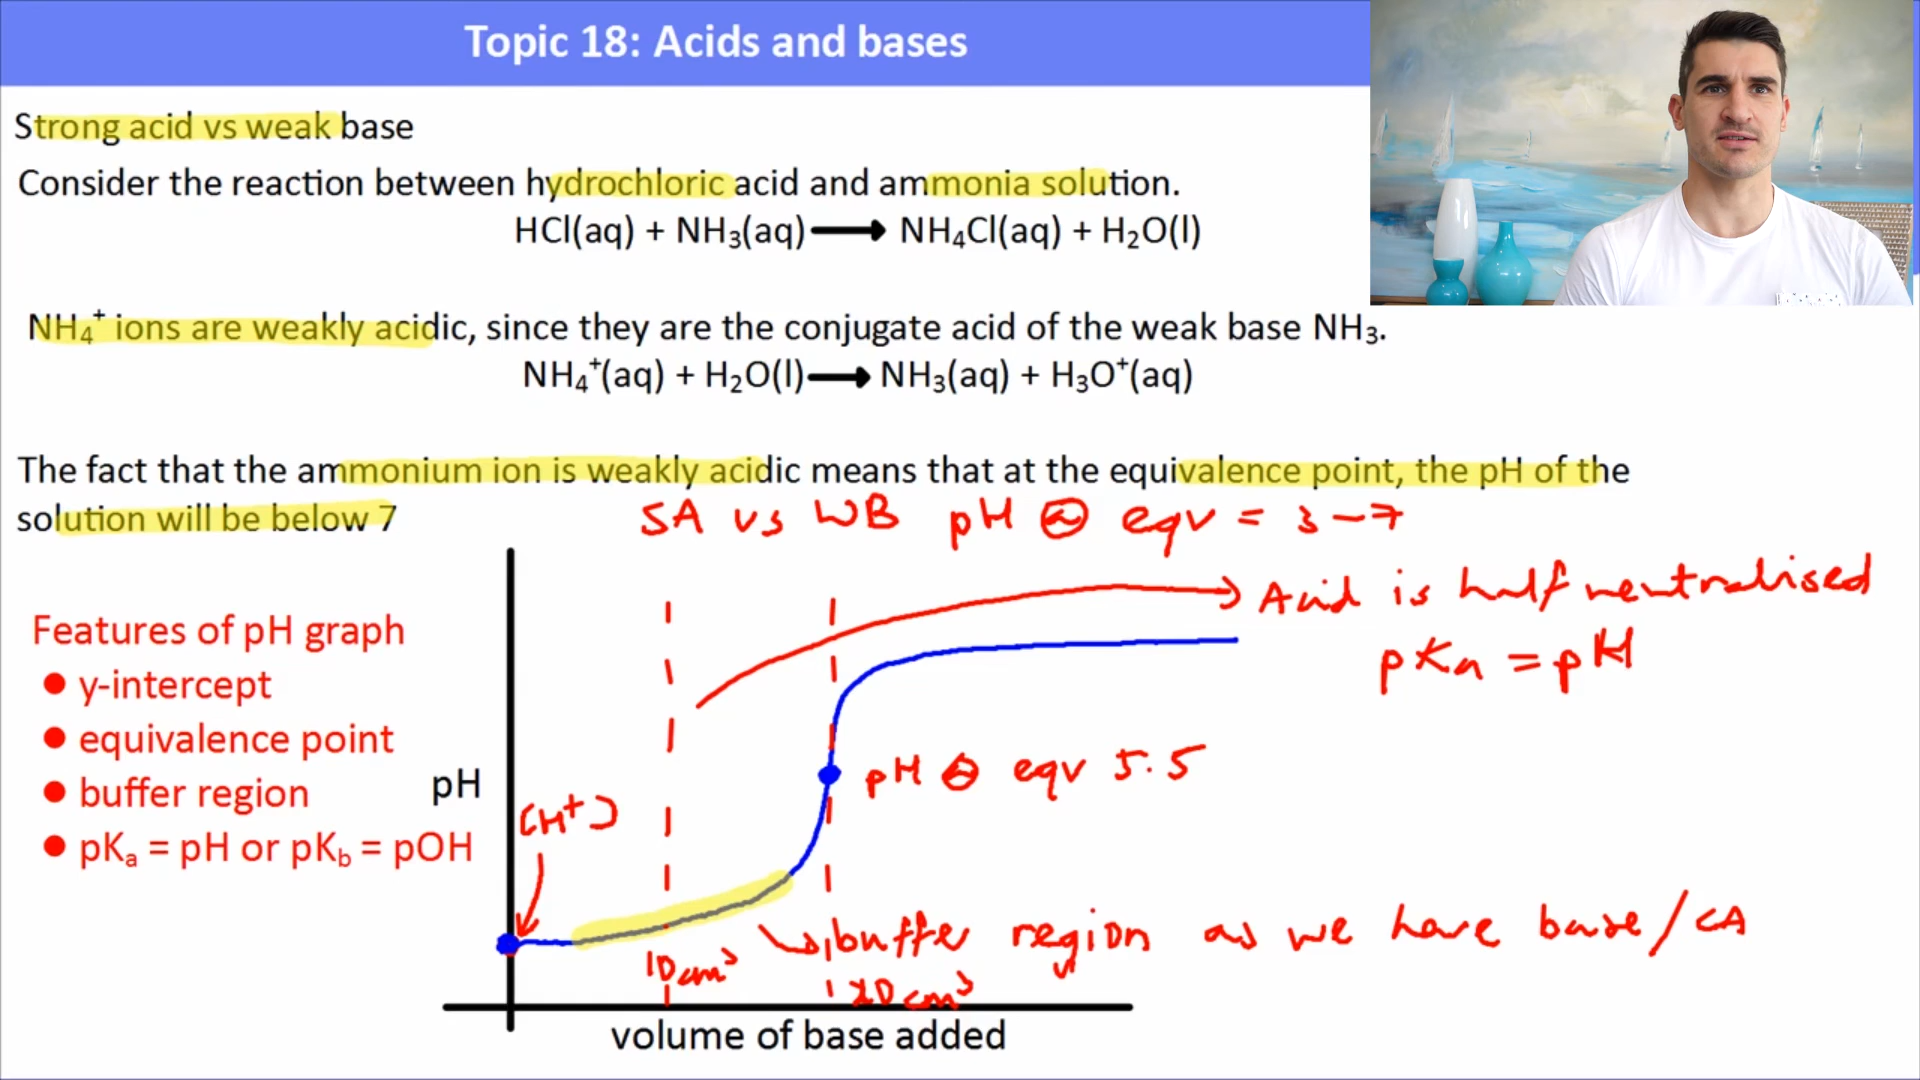 Topic 18: Acids and bases
Strong acid vs weak base
Consider the reaction between hydrochloric acid and ammonia solution.
HCl(aq) + NH₃(aq) ⟶ NH₄Cl(aq) + H₂O(l)
NH₄⁺ ions are weakly acidic, since they are the conjugate acid of the weak base NH₃.
NH₄⁺(aq) + H₂O(l) ⟶ NH₃(aq) + H₃O⁺(aq)
The fact that the ammonium ion is weakly acidic means that at the equivalence point, the pH of the
solution will be below 7
SA vs WB pH @ eqv = 3–7
Acid is half neutralised
pKa = pH
Features of pH graph
● y-intercept
● equivalence point
● buffer region
● pKₐ = pH or pK_b = pOH
pH
[H⁺]
pH @ eqv 5.5
buffer region as we have base/CA
10cm³
20cm³
volume of base added